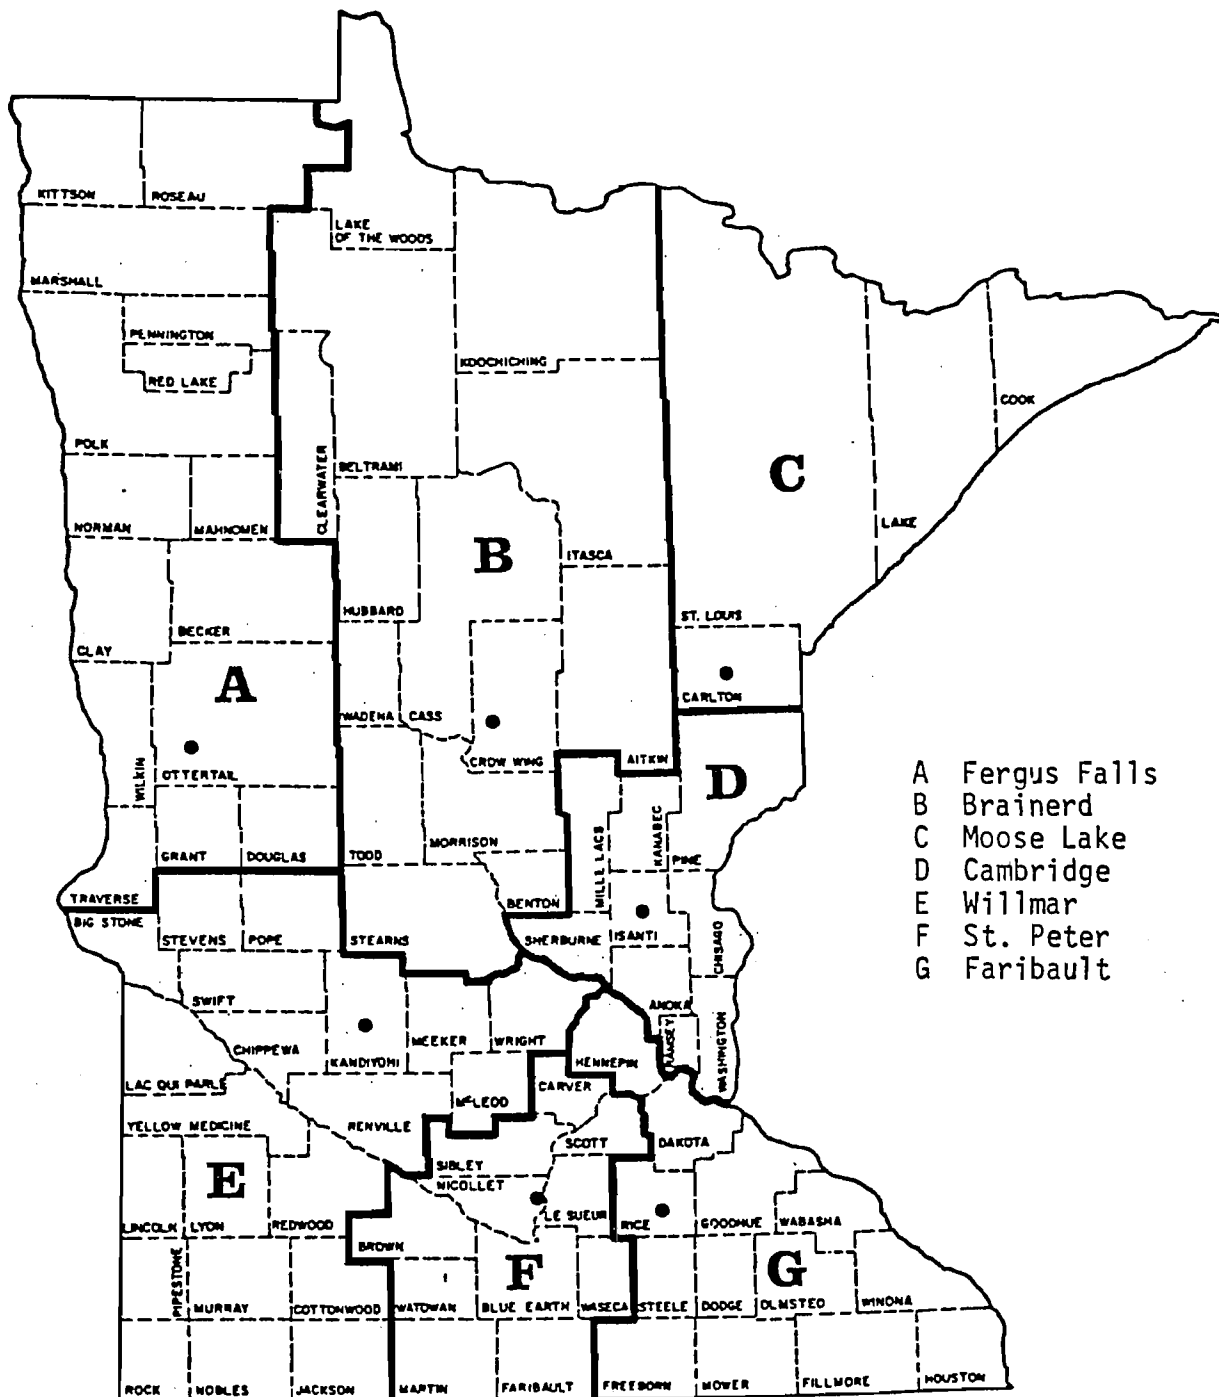 KITTSON
ROSEAU
LAKE
OF THE WOODS
MARSHALL
PENNINGTON
RED LAKE
KOOCHICHING
COOK
POLK
CLEARWATER
BELTRAMI
C
NORMAN
MAHNOMEN
LAKE
B
ITASCA
HUBBARD
ST. LOUIS
BECKER
CLAY
A
WADENA
CASS
CARLTON
CROW WING
AITKIN
D
WILKIN
OTTERTAIL
A Fergus Falls
B Brainerd
C Moose Lake
D Cambridge
E Willmar
F St. Peter
G Faribault
GRANT
DOUGLAS
TODD
MORRISON
MILLE LACS
KANABEC
PINE
TRAVERSE
BIG STONE
STEVENS
POPE
STEARNS
BENTON
SHERBURNE
ISANTI
CHISAGO
SWIFT
ANOKA
CHIPPEWA
KANDIYOHI
MEEKER
WRIGHT
HENNEPIN
RAMSEY
WASHINGTON
LAC QUI PARLE
McLEOD
CARVER
YELLOW MEDICINE
RENVILLE
SCOTT
DAKOTA
E
SIBLEY
NICOLLET
LINCOLN
LYON
REDWOOD
LE SUEUR
RICE
GOODHUE
WABASHA
BROWN
PIPESTONE
MURRAY
COTTONWOOD
WATOWAN
F
BLUE EARTH
WASECA
STEELE
DODGE
G
OLMSTED
WINONA
ROCK
NOBLES
JACKSON
MARTIN
FARIBAULT
FREEBORN
MOWER
FILLMORE
HOUSTON